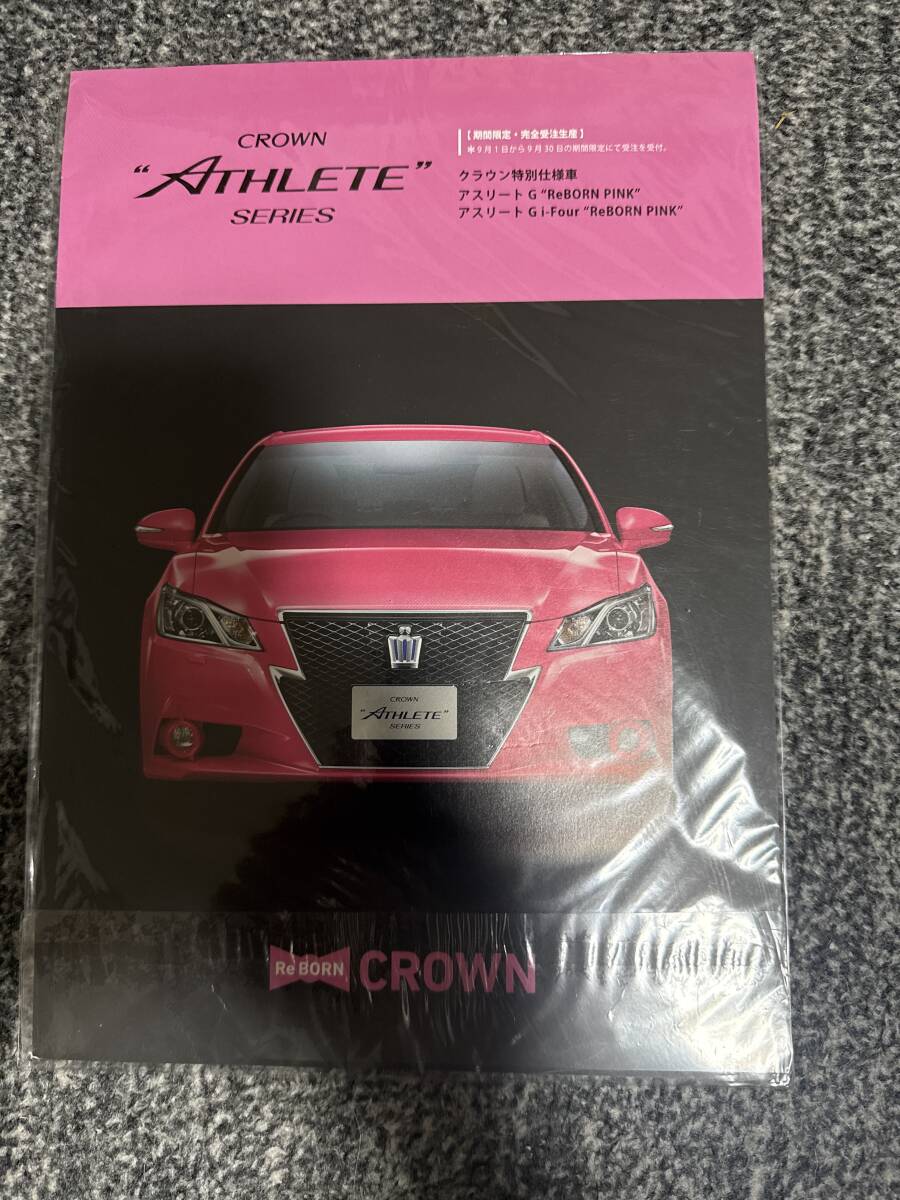 CROWN
"ATHLETE"
SERIES
【 期間限定・完全受注生産 】
＊9月1日から9月30日の期間限定にて受注を受付。
クラウン特別仕様車
アスリート G “ReBORN PINK”
アスリート G i-Four “ReBORN PINK”
CROWN
"ATHLETE"
SERIES
ReBORN CROWN